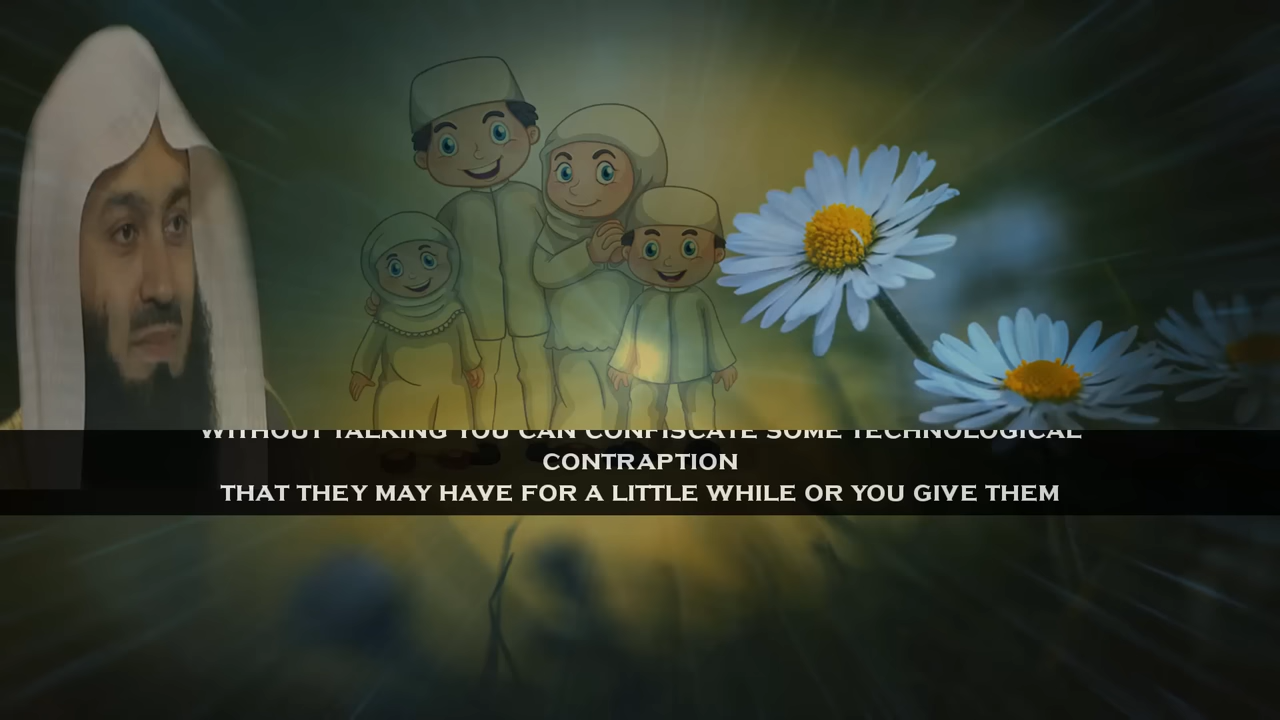 WITHOUT TALKING YOU CAN CONFISCATE SOME TECHNOLOGICAL
CONTRAPTION
THAT THEY MAY HAVE FOR A LITTLE WHILE OR YOU GIVE THEM